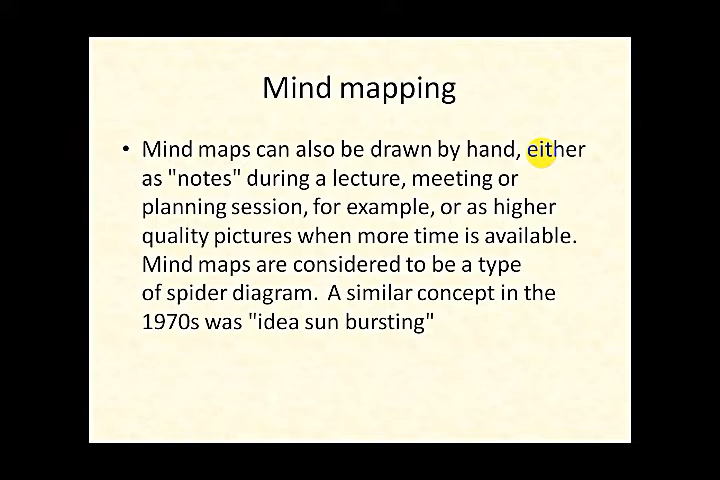 Mind mapping
• Mind maps can also be drawn by hand, either
as "notes" during a lecture, meeting or
planning session, for example, or as higher
quality pictures when more time is available.
Mind maps are considered to be a type
of spider diagram. A similar concept in the
1970s was "idea sun bursting"